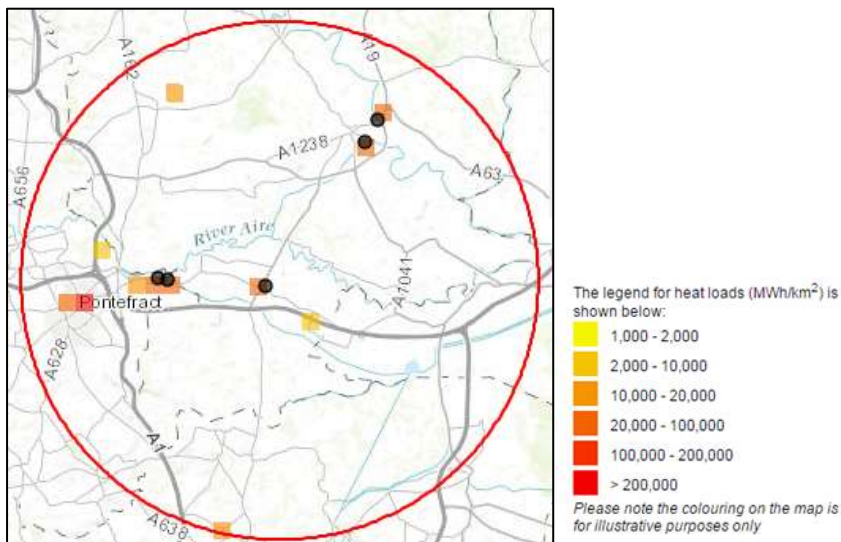 A162
A19
A1238
A63
A656
River Aire
A7041
Pontefract
A628
A1
A638
The legend for heat loads (MWh/km²) is
shown below:
1,000 - 2,000
2,000 - 10,000
10,000 - 20,000
20,000 - 100,000
100,000 - 200,000
> 200,000
Please note the colouring on the map is
for illustrative purposes only